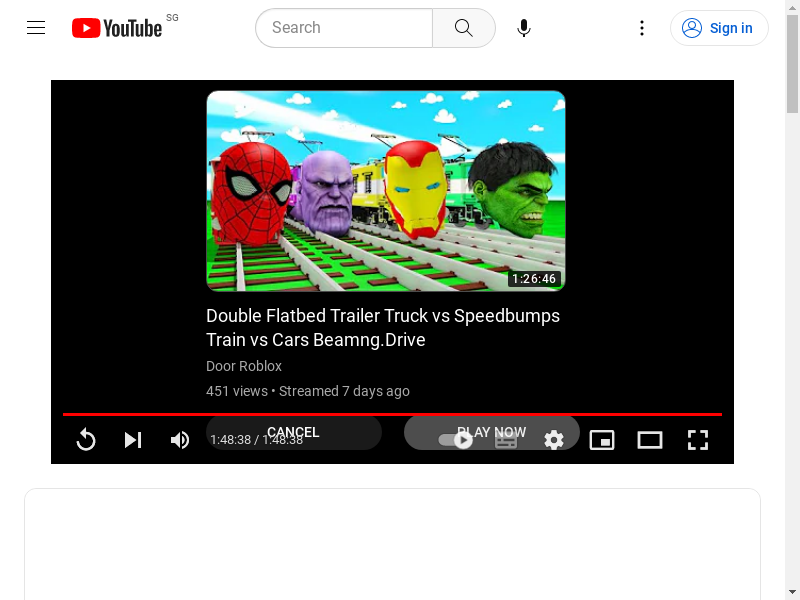 YouTube SG
Search
Sign in
1:26:46
Double Flatbed Trailer Truck vs Speedbumps
Train vs Cars Beamng.Drive
Door Roblox
451 views • Streamed 7 days ago
CANCEL
PLAY NOW
1:48:38 / 1:48:38